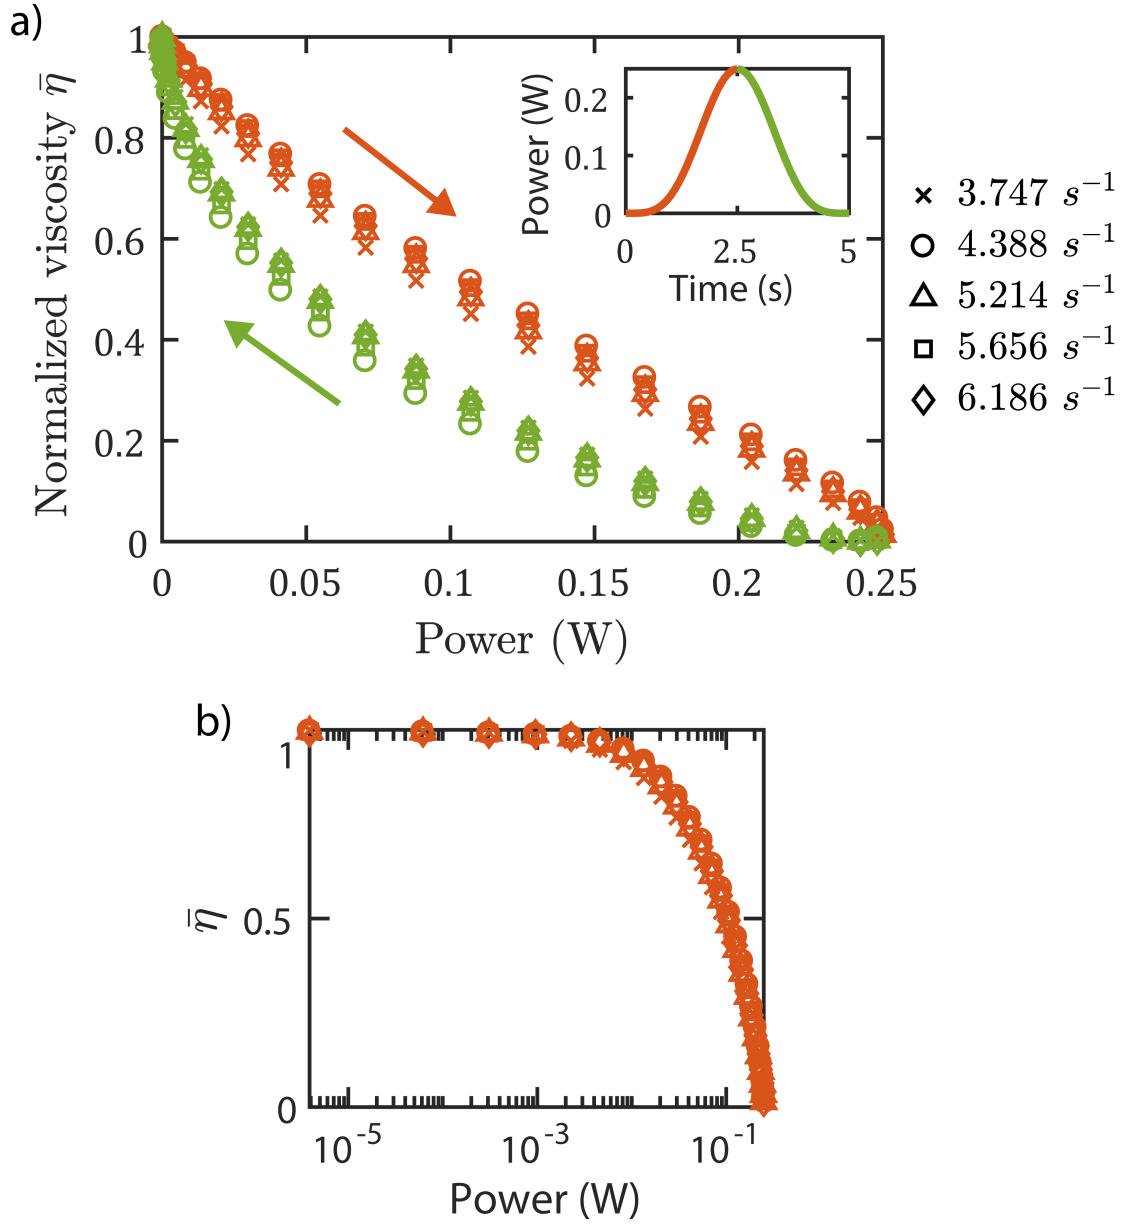 a)
Normalized viscosity η̄
1
0.8
0.6
0.4
0.2
0
0 0.05 0.1 0.15 0.2 0.25
Power (W)
Power (W)
0.2
0.1
0
0 2.5 5
Time (s)
3.747 s⁻¹
4.388 s⁻¹
5.214 s⁻¹
5.656 s⁻¹
6.186 s⁻¹
b)
η̄
1
0.5
0
10⁻⁵ 10⁻³ 10⁻¹
Power (W)